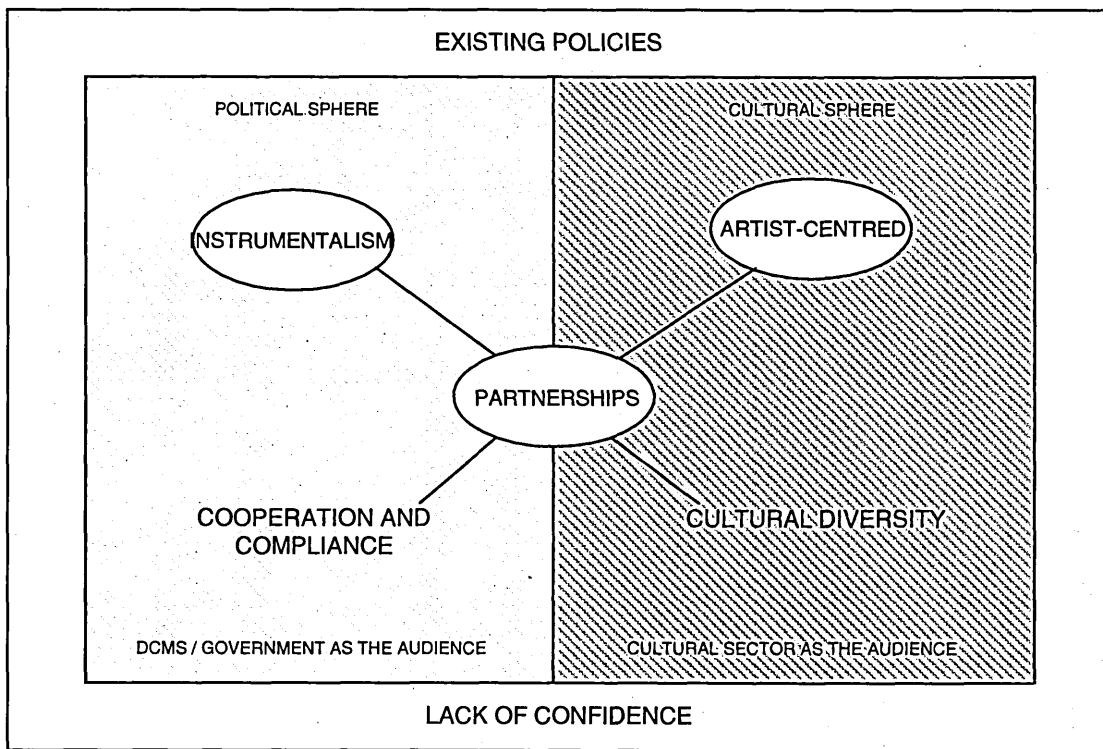 EXISTING POLICIES
POLITICAL SPHERE
CULTURAL SPHERE
INSTRUMENTALISM
ARTIST-CENTRED
PARTNERSHIPS
COOPERATION AND
COMPLIANCE
CULTURAL DIVERSITY
DCMS / GOVERNMENT AS THE AUDIENCE
CULTURAL SECTOR AS THE AUDIENCE
LACK OF CONFIDENCE